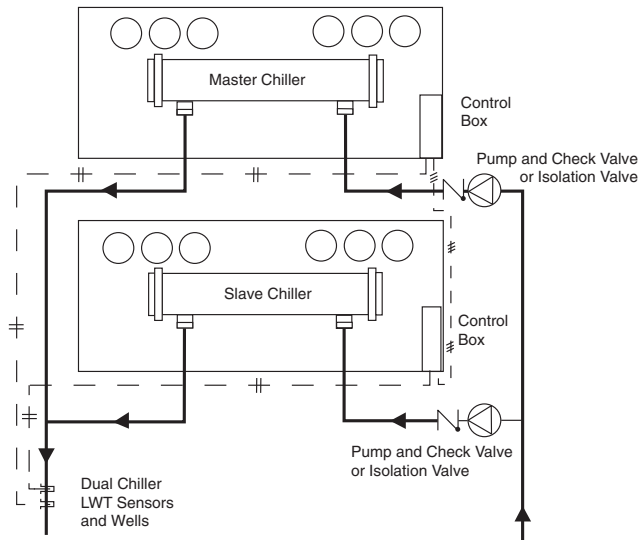 Master Chiller
Control
Box
Pump and Check Valve
or Isolation Valve
Slave Chiller
Control
Box
Pump and Check Valve
or Isolation Valve
Dual Chiller
LWT Sensors
and Wells